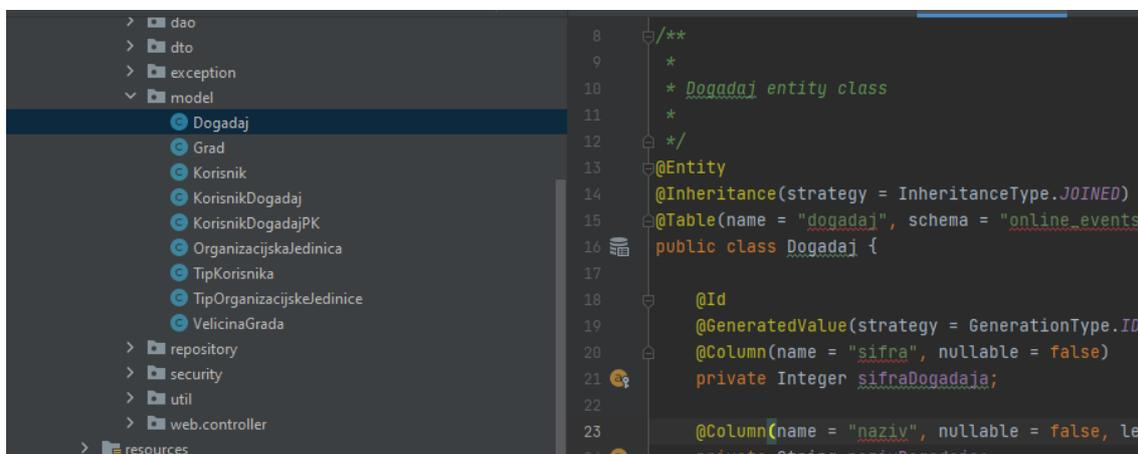 dao
dto
exception
model
Dogadaj
Grad
Korisnik
KorisnikDogadaj
KorisnikDogadajPK
OrganizacijskaJedinica
TipKorisnika
TipOrganizacijskeJedinice
VelicinaGrada
repository
security
util
web.controller
resources
8 /**
9 *
10 * Dogadaj entity class
11 *
12 */
13 @Entity
14 @Inheritance(strategy = InheritanceType.JOINED)
15 @Table(name = "dogadaj", schema = "online_events
16 public class Dogadaj {
17
18 @Id
19 @GeneratedValue(strategy = GenerationType.ID
20 @Column(name = "sifra", nullable = false)
21 private Integer sifraDogadaja;
22
23 @Column(name = "naziv", nullable = false, le